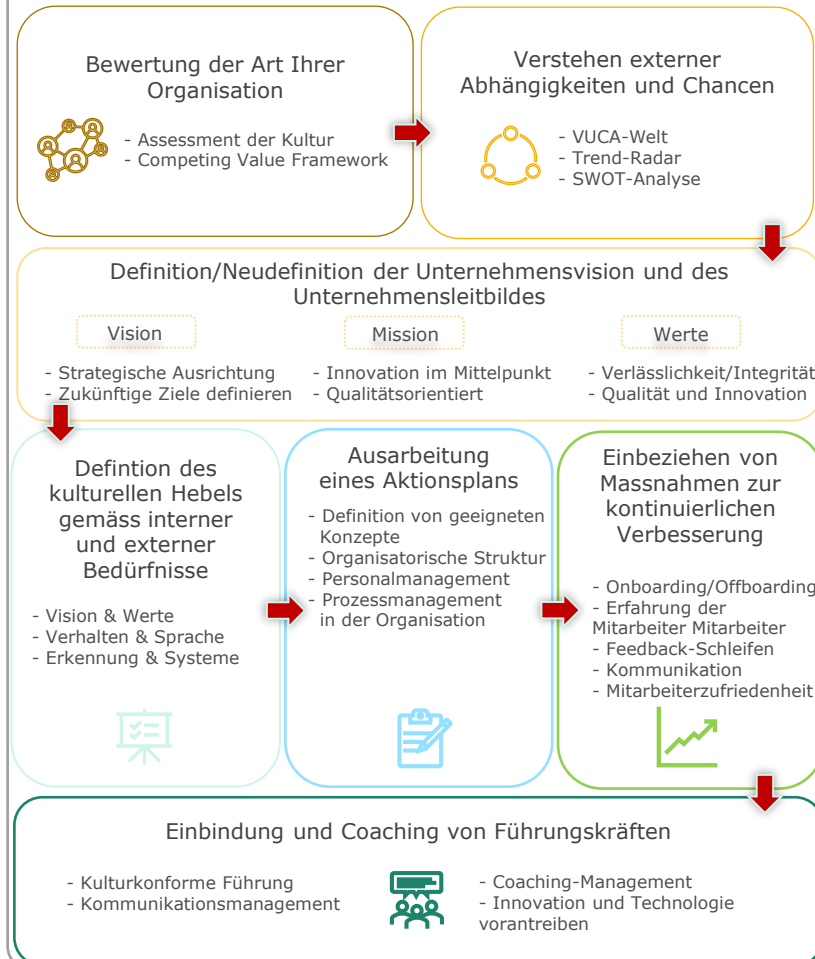 Bewertung der Art Ihrer
Organisation
- Assessment der Kultur
- Competing Value Framework
Verstehen externer
Abhängigkeiten und Chancen
- VUCA-Welt
- Trend-Radar
- SWOT-Analyse
Definition/Neudefinition der Unternehmensvision und des
Unternehmensleitbildes
Vision
- Strategische Ausrichtung
- Zukünftige Ziele definieren
Mission
- Innovation im Mittelpunkt
- Qualitätsorientiert
Werte
- Verlässlichkeit/Integrität
- Qualität und Innovation
Defintion des
kulturellen Hebels
gemäss interner
und externer
Bedürfnisse
- Vision & Werte
- Verhalten & Sprache
- Erkennung & Systeme
Ausarbeitung
eines Aktionsplans
- Definition von geeigneten
Konzepte
- Organisatorische Struktur
- Personalmanagement
- Prozessmanagement
in der Organisation
Einbeziehen von
Massnahmen zur
kontinuierlichen
Verbesserung
- Onboarding/Offboarding
- Erfahrung der
Mitarbeiter Mitarbeiter
- Feedback-Schleifen
- Kommunikation
- Mitarbeiterzufriedenheit
Einbindung und Coaching von Führungskräften
- Kulturkonforme Führung
- Kommunikationsmanagement
- Coaching-Management
- Innovation und Technologie
vorantreiben